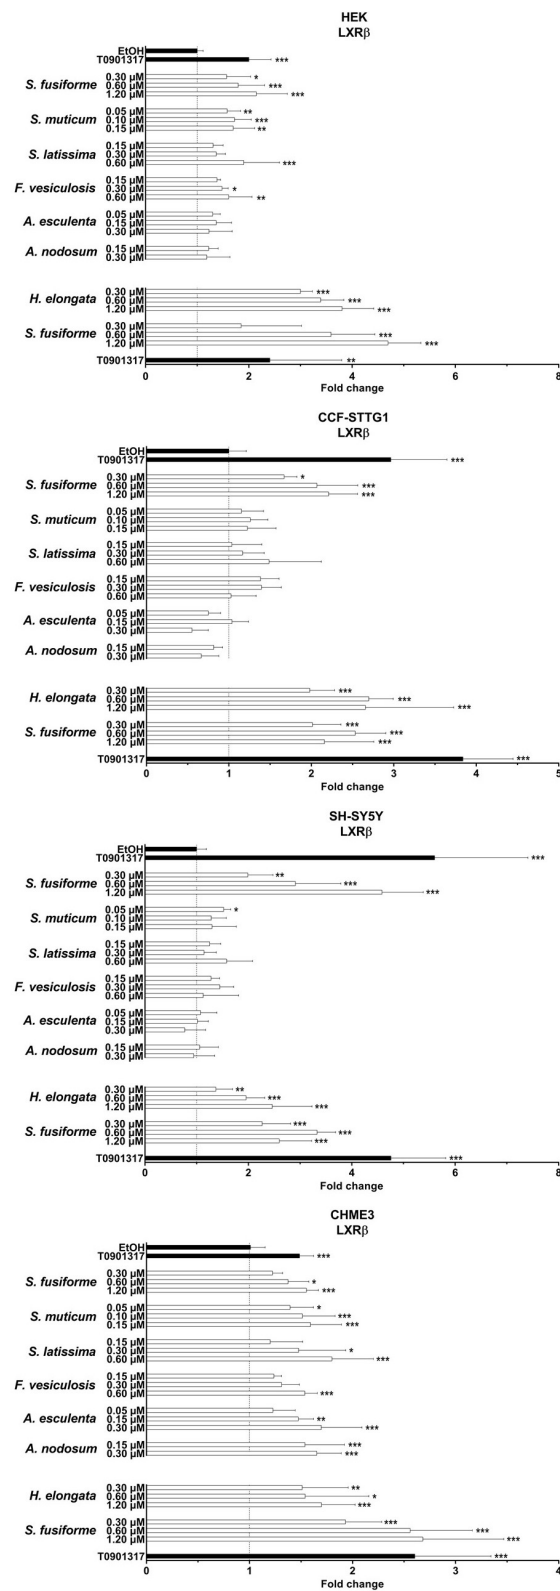 HEK
LXRβ
EtOH
T0901317 ***
0.30 µM *
S. fusiforme 0.60 µM ***
1.20 µM ***
0.05 µM **
S. muticum 0.10 µM ***
0.15 µM **
0.15 µM
S. latissima 0.30 µM
0.60 µM ***
0.15 µM
F. vesiculosis 0.30 µM *
0.60 µM **
0.05 µM
A. esculenta 0.15 µM
0.30 µM
A. nodosum 0.15 µM
0.30 µM
0.30 µM ***
H. elongata 0.60 µM ***
1.20 µM ***
0.30 µM
S. fusiforme 0.60 µM ***
1.20 µM ***
T0901317 **
0 2 4 6 8
Fold change
CCF-STTG1
LXRβ
EtOH
T0901317 ***
0.30 µM *
S. fusiforme 0.60 µM ***
1.20 µM ***
0.05 µM
S. muticum 0.10 µM
0.15 µM
0.15 µM
S. latissima 0.30 µM
0.60 µM
0.15 µM
F. vesiculosis 0.30 µM
0.60 µM
0.05 µM
A. esculenta 0.15 µM
0.30 µM
A. nodosum 0.15 µM
0.30 µM
0.30 µM ***
H. elongata 0.60 µM ***
1.20 µM ***
0.30 µM ***
S. fusiforme 0.60 µM ***
1.20 µM ***
T0901317 ***
0 1 2 3 4 5
Fold change
SH-SY5Y
LXRβ
EtOH
T0901317 ***
0.30 µM **
S. fusiforme 0.60 µM ***
1.20 µM ***
0.05 µM *
S. muticum 0.10 µM
0.15 µM
0.15 µM
S. latissima 0.30 µM
0.60 µM
0.15 µM
F. vesiculosis 0.30 µM
0.60 µM
0.05 µM
A. esculenta 0.15 µM
0.30 µM
A. nodosum 0.15 µM
0.30 µM
0.30 µM **
H. elongata 0.60 µM ***
1.20 µM ***
0.30 µM ***
S. fusiforme 0.60 µM ***
1.20 µM ***
T0901317 ***
0 2 4 6 8
Fold change
CHME3
LXRβ
EtOH
T0901317 ***
0.30 µM
S. fusiforme 0.60 µM *
1.20 µM ***
0.05 µM *
S. muticum 0.10 µM ***
0.15 µM ***
0.15 µM
S. latissima 0.30 µM *
0.60 µM ***
0.15 µM
F. vesiculosis 0.30 µM
0.60 µM ***
0.05 µM
A. esculenta 0.15 µM **
0.30 µM ***
A. nodosum 0.15 µM ***
0.30 µM ***
0.30 µM **
H. elongata 0.60 µM *
1.20 µM ***
0.30 µM ***
S. fusiforme 0.60 µM ***
1.20 µM ***
T0901317 ***
0 1 2 3 4
Fold change